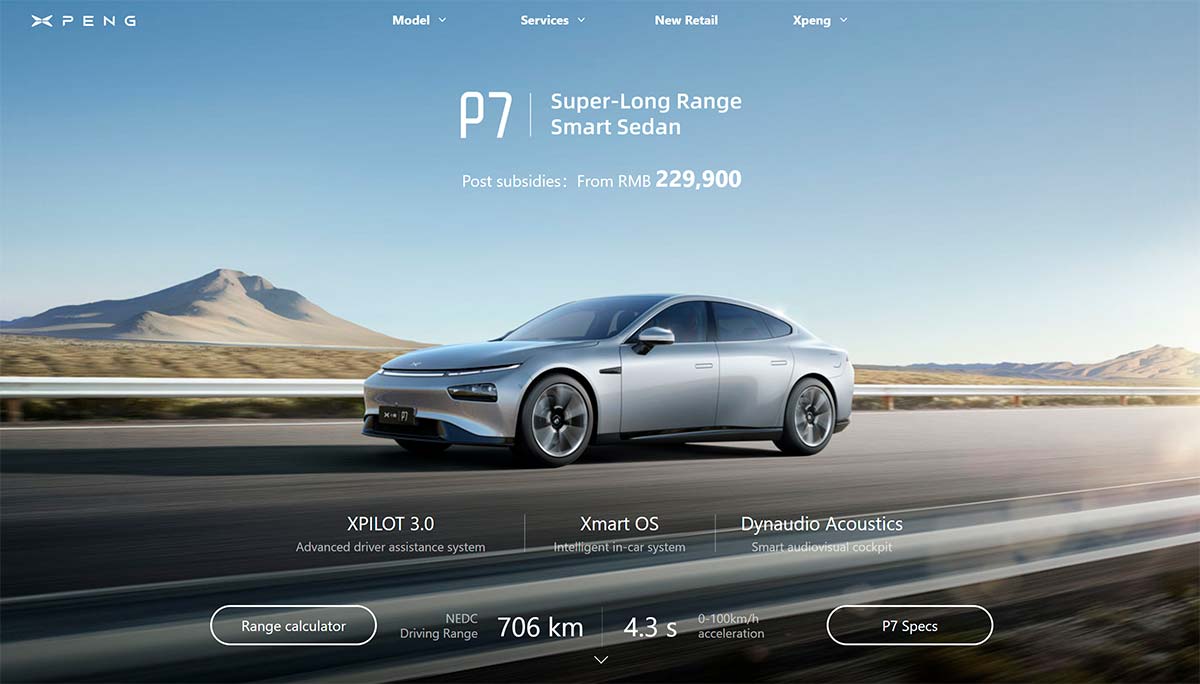 XPENG
Model
Services
New Retail
Xpeng
P7
Super-Long Range
Smart Sedan
Post subsidies：From RMB 229,900
P7
XPILOT 3.0
Advanced driver assistance system
Xmart OS
Intelligent in-car system
Dynaudio Acoustics
Smart audiovisual cockpit
Range calculator
NEDC
Driving Range
706 km
4.3 s
0-100km/h
acceleration
P7 Specs